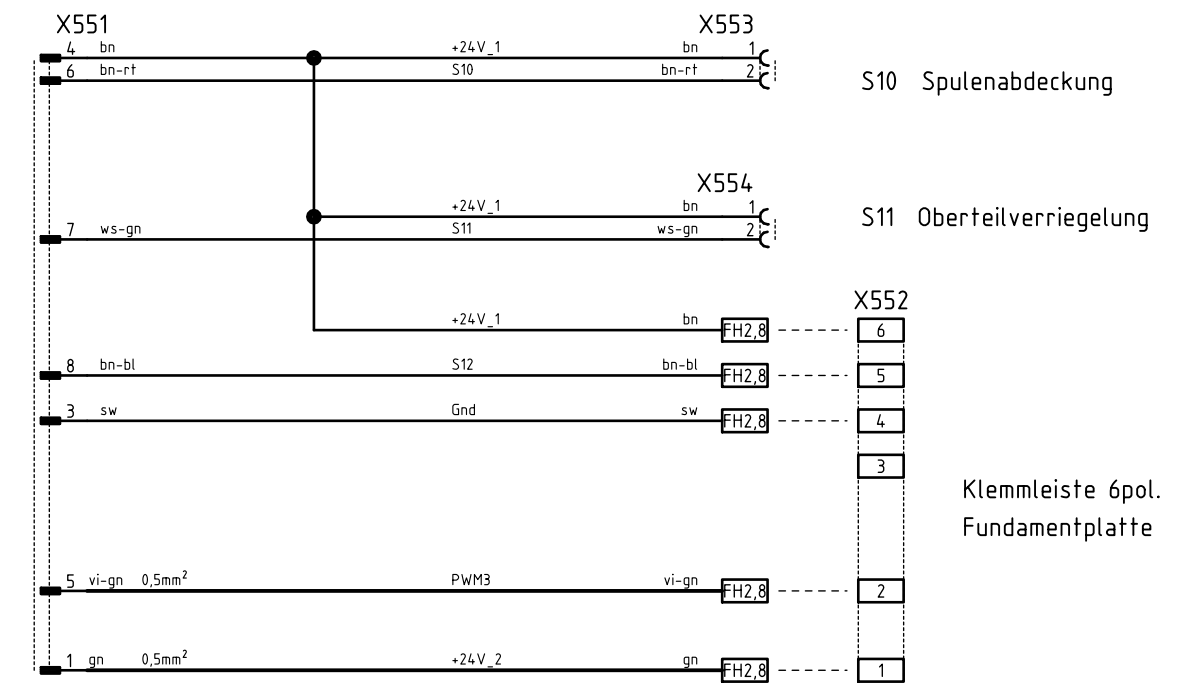 X551 X553
4 bn +24V_1 bn 1
6 bn-rt S10 bn-rt 2
S10 Spulenabdeckung
X554
+24V_1 bn 1
7 ws-gn S11 ws-gn 2
S11 Oberteilverriegelung
X552
+24V_1 bn FH2,8 6
8 bn-bl S12 bn-bl FH2,8 5
3 sw Gnd sw FH2,8 4
3
Klemmleiste 6pol.
Fundamentplatte
5 vi-gn 0,5mm² PWM3 vi-gn FH2,8 2
1 gn 0,5mm² +24V_2 gn FH2,8 1